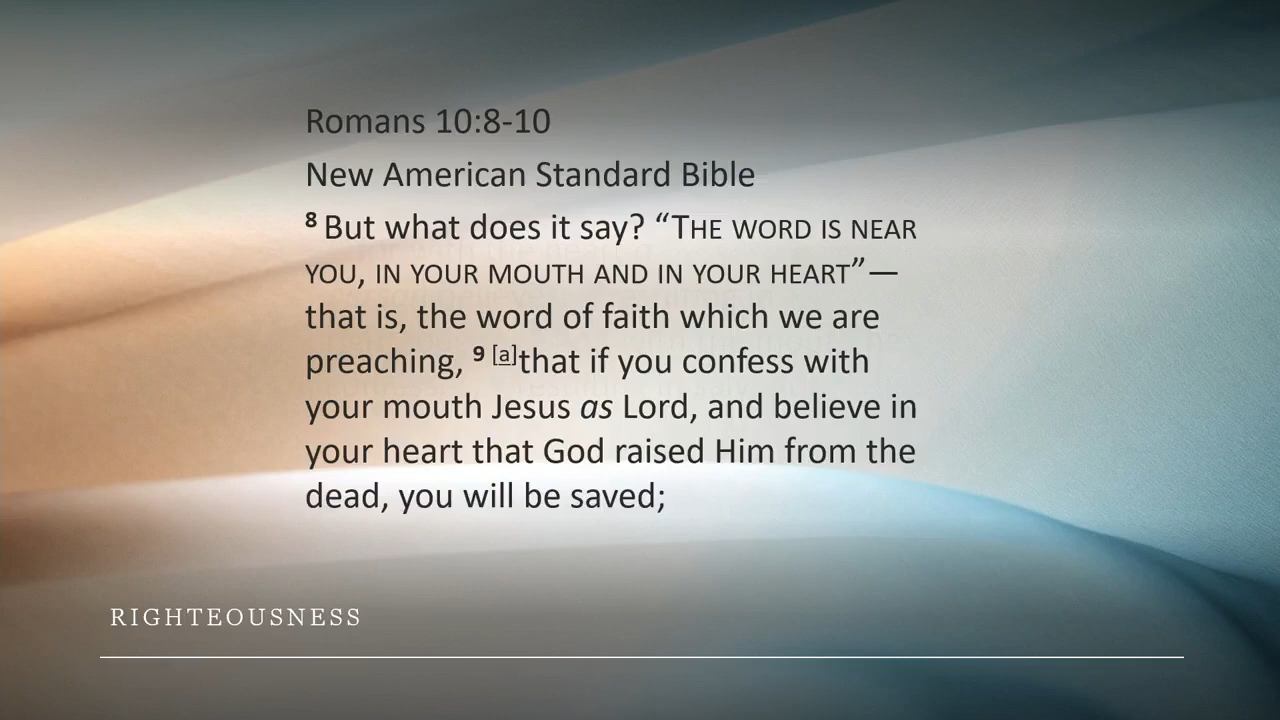 Romans 10:8-10
New American Standard Bible
8 But what does it say? “THE WORD IS NEAR
YOU, IN YOUR MOUTH AND IN YOUR HEART”—
that is, the word of faith which we are
preaching, 9 [a]that if you confess with
your mouth Jesus as Lord, and believe in
your heart that God raised Him from the
dead, you will be saved;
RIGHTEOUSNESS